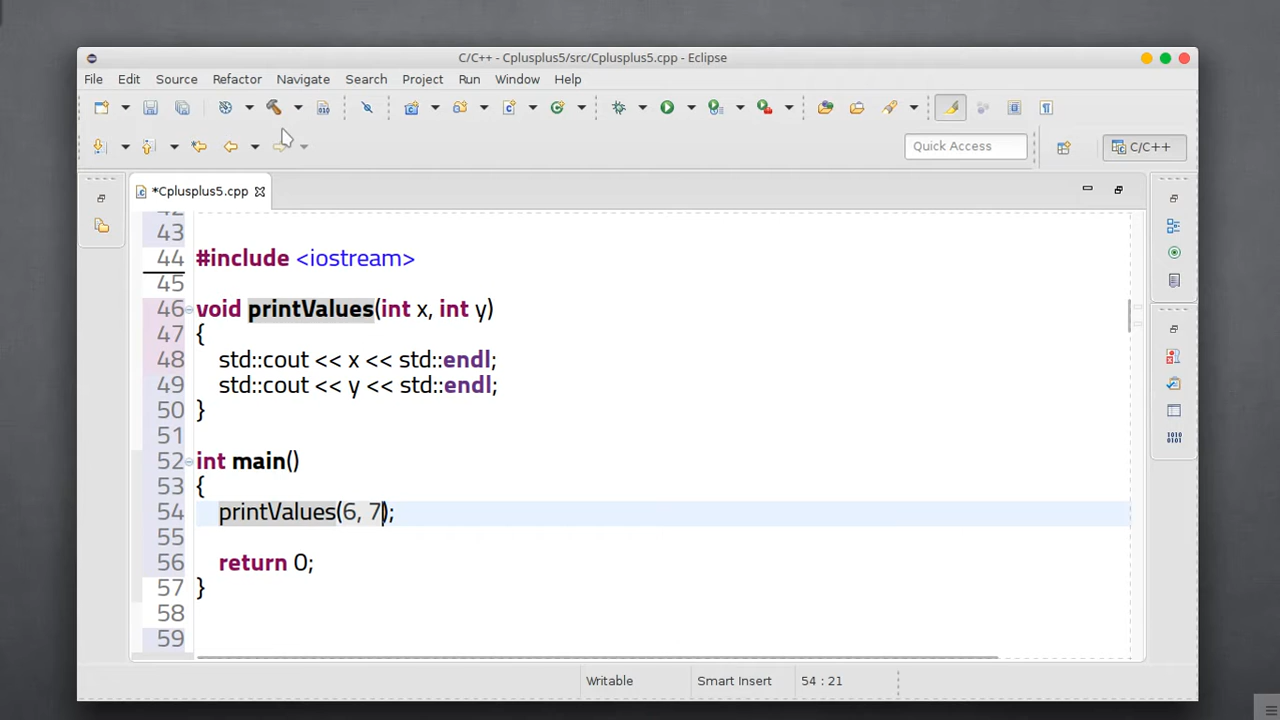 C/C++ - Cplusplus5/src/Cplusplus5.cpp - Eclipse
File Edit Source Refactor Navigate Search Project Run Window Help
Quick Access
C/C++
*Cplusplus5.cpp
43
44 #include <iostream>
45
46 void printValues(int x, int y)
47 {
48 std::cout << x << std::endl;
49 std::cout << y << std::endl;
50 }
51
52 int main()
53 {
54 printValues(6, 7);
55
56 return 0;
57 }
58
59
Writable Smart Insert 54 : 21